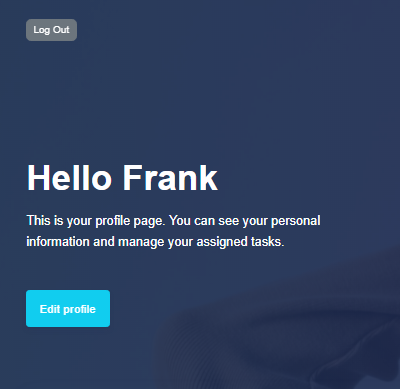 Log Out
Hello Frank
This is your profile page. You can see your personal
information and manage your assigned tasks.
Edit profile